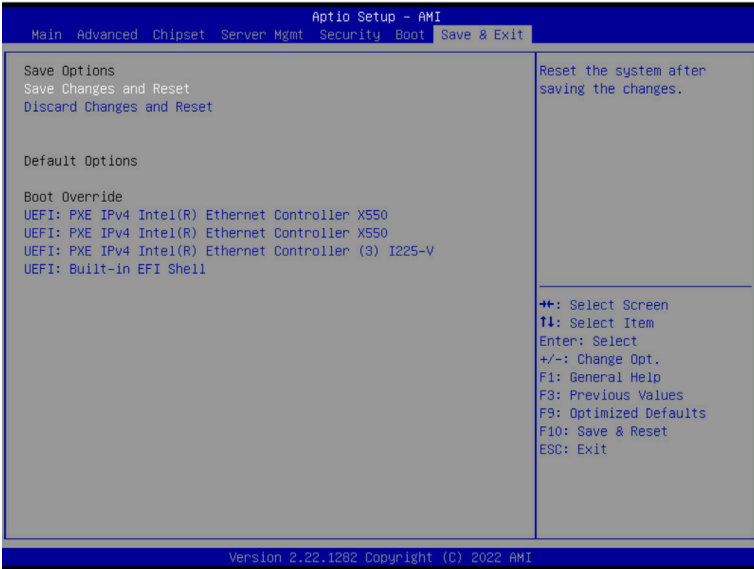 Aptio Setup – AMI
Main Advanced Chipset Server Mgmt Security Boot Save & Exit
Save Options
Save Changes and Reset
Discard Changes and Reset
Default Options
Boot Override
UEFI: PXE IPv4 Intel(R) Ethernet Controller X550
UEFI: PXE IPv4 Intel(R) Ethernet Controller X550
UEFI: PXE IPv4 Intel(R) Ethernet Controller (3) I225-V
UEFI: Built-in EFI Shell
Reset the system after
saving the changes.
→←: Select Screen
↑↓: Select Item
Enter: Select
+/-: Change Opt.
F1: General Help
F3: Previous Values
F9: Optimized Defaults
F10: Save & Reset
ESC: Exit
Version 2.22.1282 Copyright (C) 2022 AMI